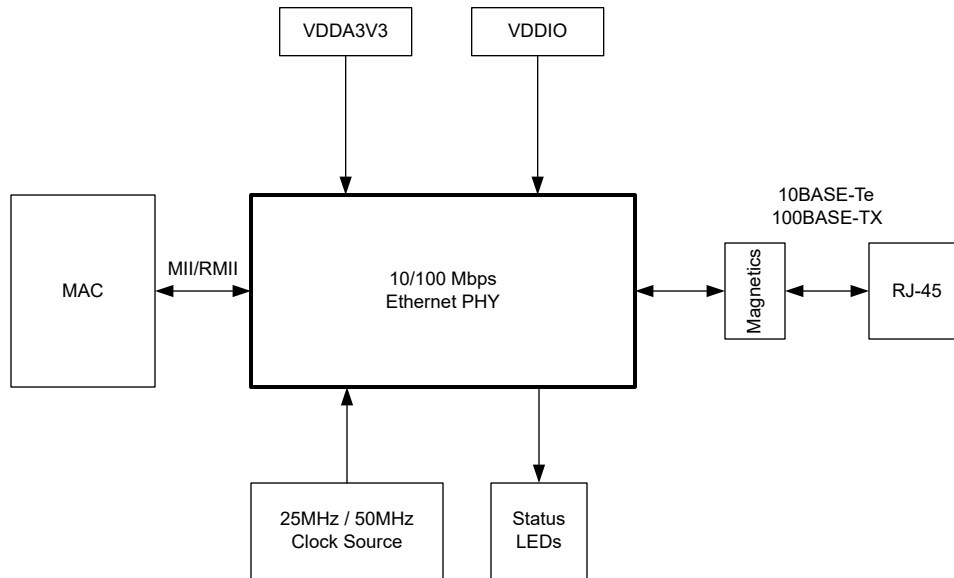 VDDA3V3
VDDIO
10BASE-Te
100BASE-TX
MAC
MII/RMII
10/100 Mbps
Ethernet PHY
Magnetics
RJ-45
25MHz / 50MHz
Clock Source
Status
LEDs